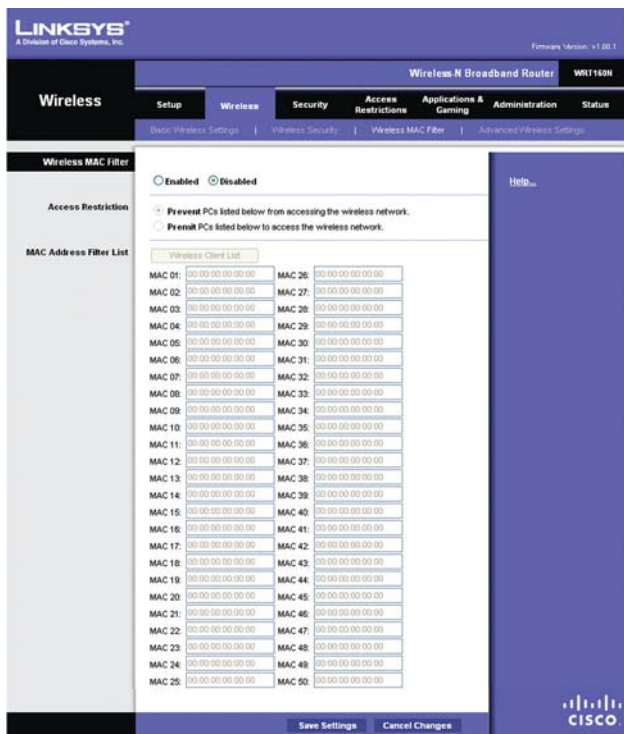 LINKSYS®
A Division of Cisco Systems, Inc.
Firmware Version: v1.00.1
Wireless-N Broadband Router WRT160N
Wireless
Setup Wireless Security Access Restrictions Applications & Gaming Administration Status
Basic Wireless Settings | Wireless Security | Wireless MAC Filter | Advanced Wireless Settings
Wireless MAC Filter
Enabled Disabled
Help...
Access Restriction
Prevent PCs listed below from accessing the wireless network.
Premit PCs listed below to access the wireless network.
MAC Address Filter List
Wireless Client List
MAC 01: 00:00:00:00:00:00 MAC 26: 00:00:00:00:00:00
MAC 02: 00:00:00:00:00:00 MAC 27: 00:00:00:00:00:00
MAC 03: 00:00:00:00:00:00 MAC 28: 00:00:00:00:00:00
MAC 04: 00:00:00:00:00:00 MAC 29: 00:00:00:00:00:00
MAC 05: 00:00:00:00:00:00 MAC 30: 00:00:00:00:00:00
MAC 06: 00:00:00:00:00:00 MAC 31: 00:00:00:00:00:00
MAC 07: 00:00:00:00:00:00 MAC 32: 00:00:00:00:00:00
MAC 08: 00:00:00:00:00:00 MAC 33: 00:00:00:00:00:00
MAC 09: 00:00:00:00:00:00 MAC 34: 00:00:00:00:00:00
MAC 10: 00:00:00:00:00:00 MAC 35: 00:00:00:00:00:00
MAC 11: 00:00:00:00:00:00 MAC 36: 00:00:00:00:00:00
MAC 12: 00:00:00:00:00:00 MAC 37: 00:00:00:00:00:00
MAC 13: 00:00:00:00:00:00 MAC 38: 00:00:00:00:00:00
MAC 14: 00:00:00:00:00:00 MAC 39: 00:00:00:00:00:00
MAC 15: 00:00:00:00:00:00 MAC 40: 00:00:00:00:00:00
MAC 16: 00:00:00:00:00:00 MAC 41: 00:00:00:00:00:00
MAC 17: 00:00:00:00:00:00 MAC 42: 00:00:00:00:00:00
MAC 18: 00:00:00:00:00:00 MAC 43: 00:00:00:00:00:00
MAC 19: 00:00:00:00:00:00 MAC 44: 00:00:00:00:00:00
MAC 20: 00:00:00:00:00:00 MAC 45: 00:00:00:00:00:00
MAC 21: 00:00:00:00:00:00 MAC 46: 00:00:00:00:00:00
MAC 22: 00:00:00:00:00:00 MAC 47: 00:00:00:00:00:00
MAC 23: 00:00:00:00:00:00 MAC 48: 00:00:00:00:00:00
MAC 24: 00:00:00:00:00:00 MAC 49: 00:00:00:00:00:00
MAC 25: 00:00:00:00:00:00 MAC 50: 00:00:00:00:00:00
Save Settings Cancel Changes
CISCO.